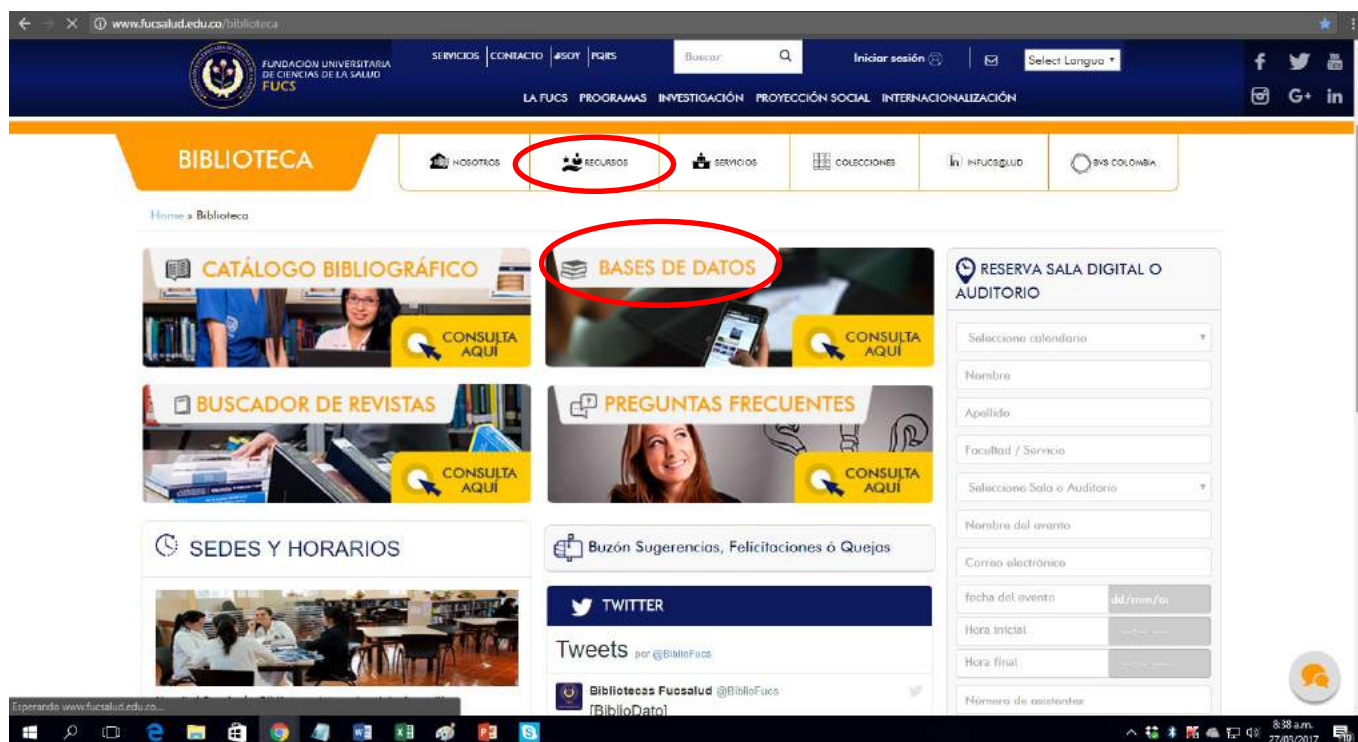 www.fucsalud.edu.co/biblioteca
FUNDACIÓN UNIVERSITARIA
DE CIENCIAS DE LA SALUD
FUCS
SERVICIOS | CONTACTO | #SOY | PQRS
Buscar
Iniciar sesión
Select Langua
LA FUCS PROGRAMAS INVESTIGACIÓN PROYECCIÓN SOCIAL INTERNACIONALIZACIÓN
f
G+ in
BIBLIOTECA
NOSOTROS
RECURSOS
SERVICIOS
COLECCIONES
INFUCS@LUD
BVS COLOMBIA
Home » Biblioteca
CATÁLOGO BIBLIOGRÁFICO
CONSULTA
AQUÍ
BASES DE DATOS
CONSULTA
AQUÍ
BUSCADOR DE REVISTAS
CONSULTA
AQUÍ
PREGUNTAS FRECUENTES
CONSULTA
AQUÍ
SEDES Y HORARIOS
Buzón Sugerencias, Felicitaciones ó Quejas
TWITTER
Tweets por @BiblioFucs
Bibliotecas Fucsalud @BiblioFucs
[BiblioDato]
RESERVA SALA DIGITAL O
AUDITORIO
Seleccione calendario
Nombre
Apellido
Facultad / Servicio
Seleccione Sala o Auditorio
Nombre del evento
Correo electrónico
fecha del evento dd/mm/aa
Hora inicial
Hora final
Número de asistentes
Esperando www.fucsalud.edu.co...
8:38 a.m.
27/03/2017